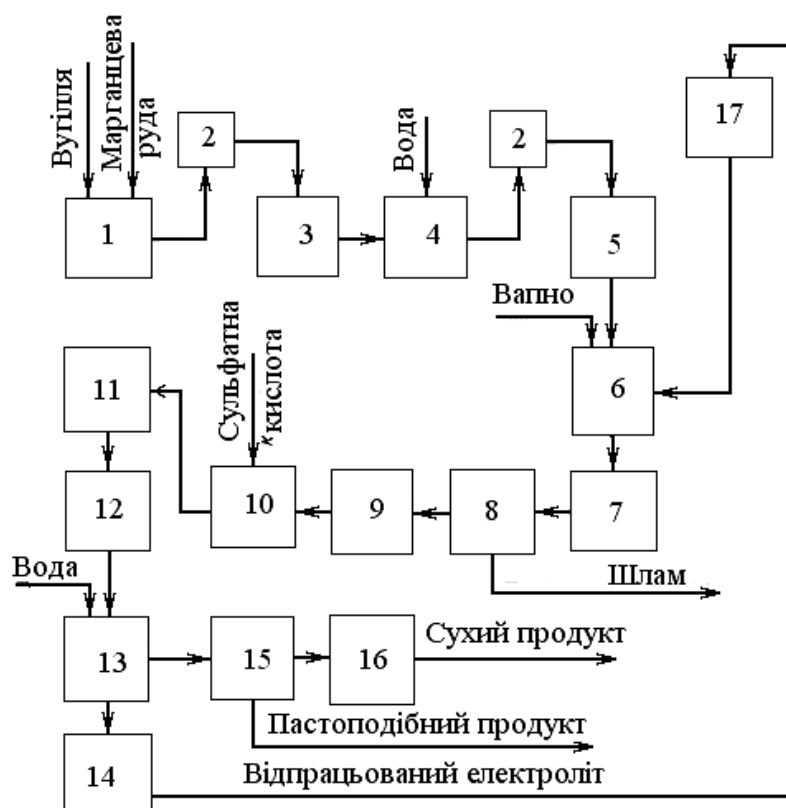 Вугілля
Марганцева
руда
2
Вода
2
17
1
3
4
5
Вапно
Сульфатна
кислота
11
6
12
10
9
8
7
Вода
Шлам
13
15
16
Сухий продукт
Пастоподібний продукт
14
Відпрацьований електроліт